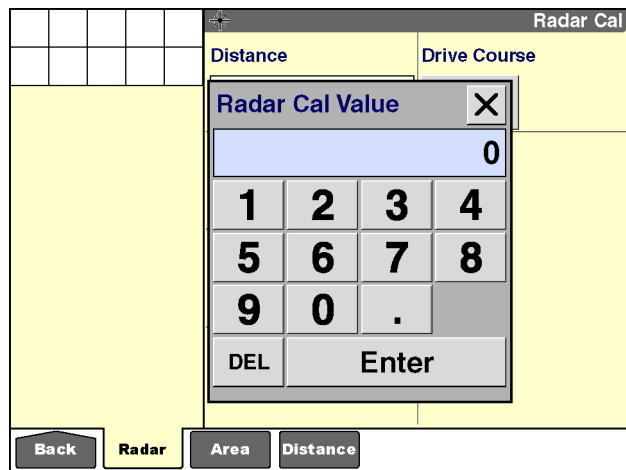 Radar Cal
Distance Drive Course
Radar Cal Value X
0
1 2 3 4
5 6 7 8
9 0 .
DEL Enter
Back Radar Area Distance